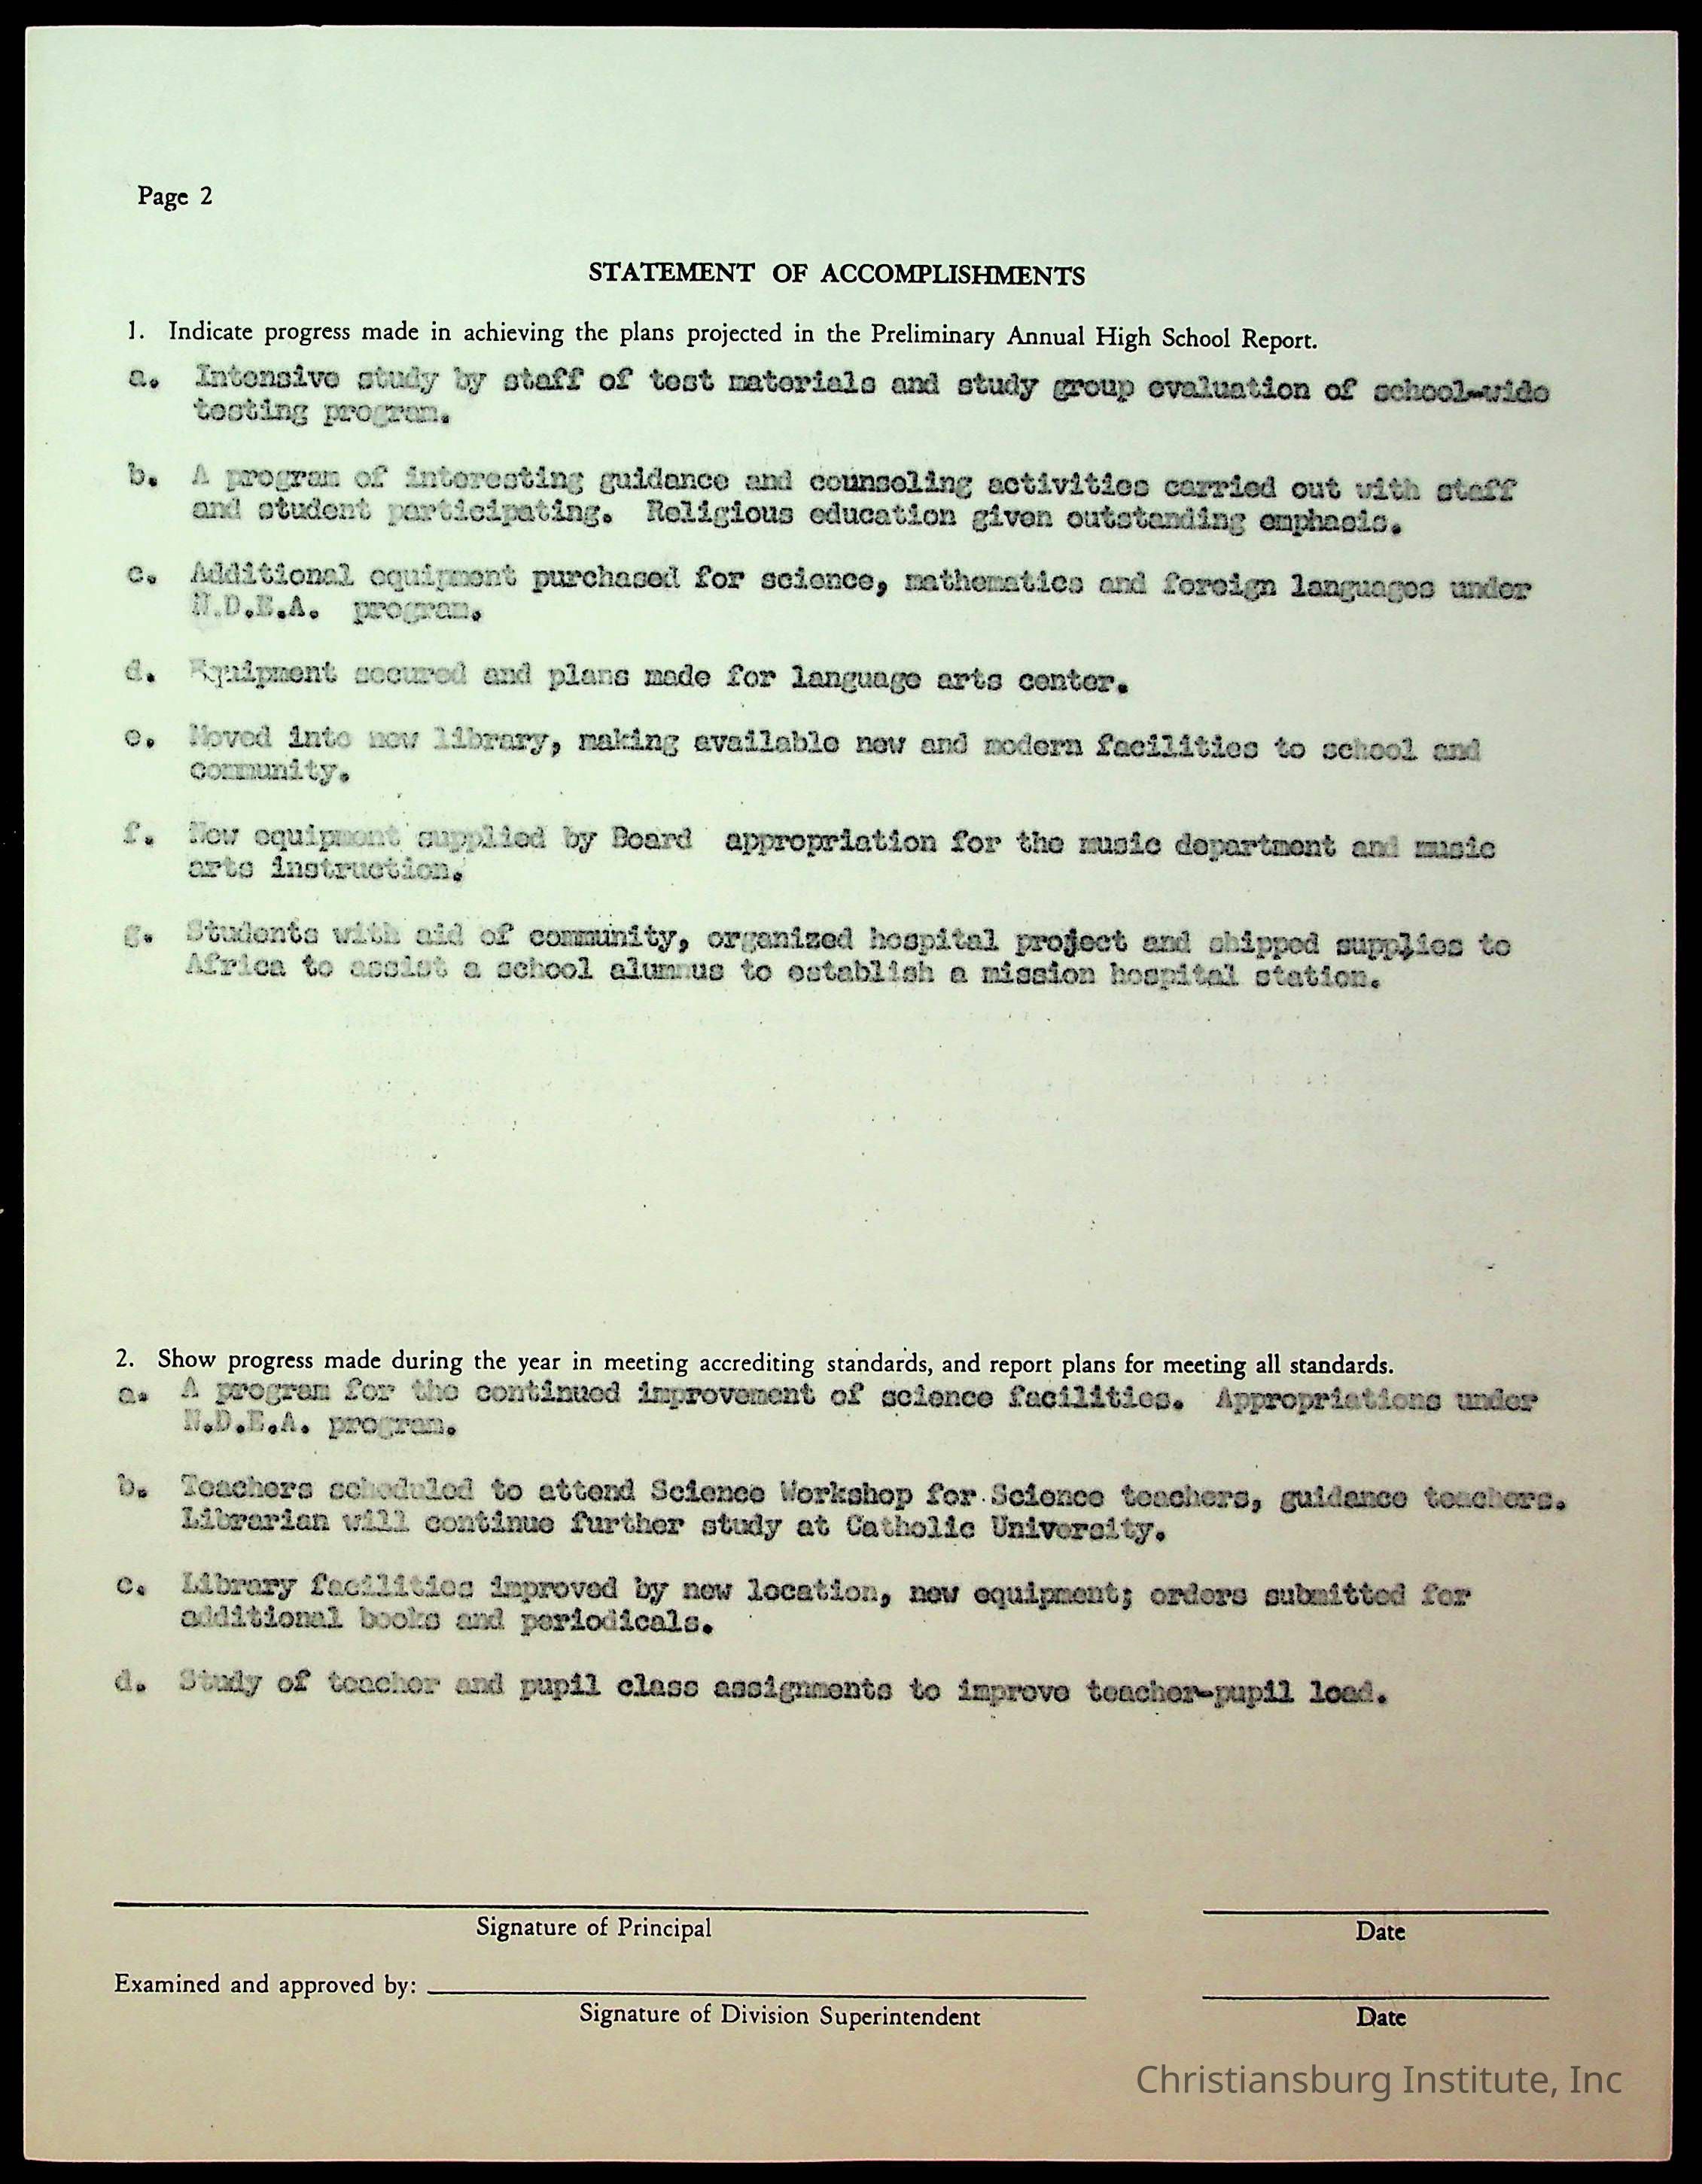 Page 2
STATEMENT OF ACCOMPLISHMENTS
1. Indicate progress made in achieving the plans projected in the Preliminary Annual High School Report.
a. Intensive study by staff of test materials and study group evaluation of school-wide
testing program.
b. A program of interesting guidance and counseling activities carried out with staff
and student participating. Religious education given outstanding emphasis.
c. Additional equipment purchased for science, mathematics and foreign languages under
N.D.E.A. program.
d. Equipment secured and plans made for language arts center.
e. Moved into new library, making available new and modern facilities to school and
community.
f. New equipment supplied by Board appropriation for the music department and music
arts instruction.
g. Students with aid of community, organized hospital project and shipped supplies to
Africa to assist a school alumnus to establish a mission hospital station.
2. Show progress made during the year in meeting accrediting standards, and report plans for meeting all standards.
a. A program for the continued improvement of science facilities. Appropriations under
N.D.E.A. program.
b. Teachers scheduled to attend Science Workshop for Science teachers, guidance teachers.
Librarian will continue further study at Catholic University.
c. Library facilities improved by new location, new equipment; orders submitted for
additional books and periodicals.
d. Study of teacher and pupil class assignments to improve teacher-pupil load.
Signature of Principal Date
Examined and approved by:
Signature of Division Superintendent Date
Christiansburg Institute, Inc